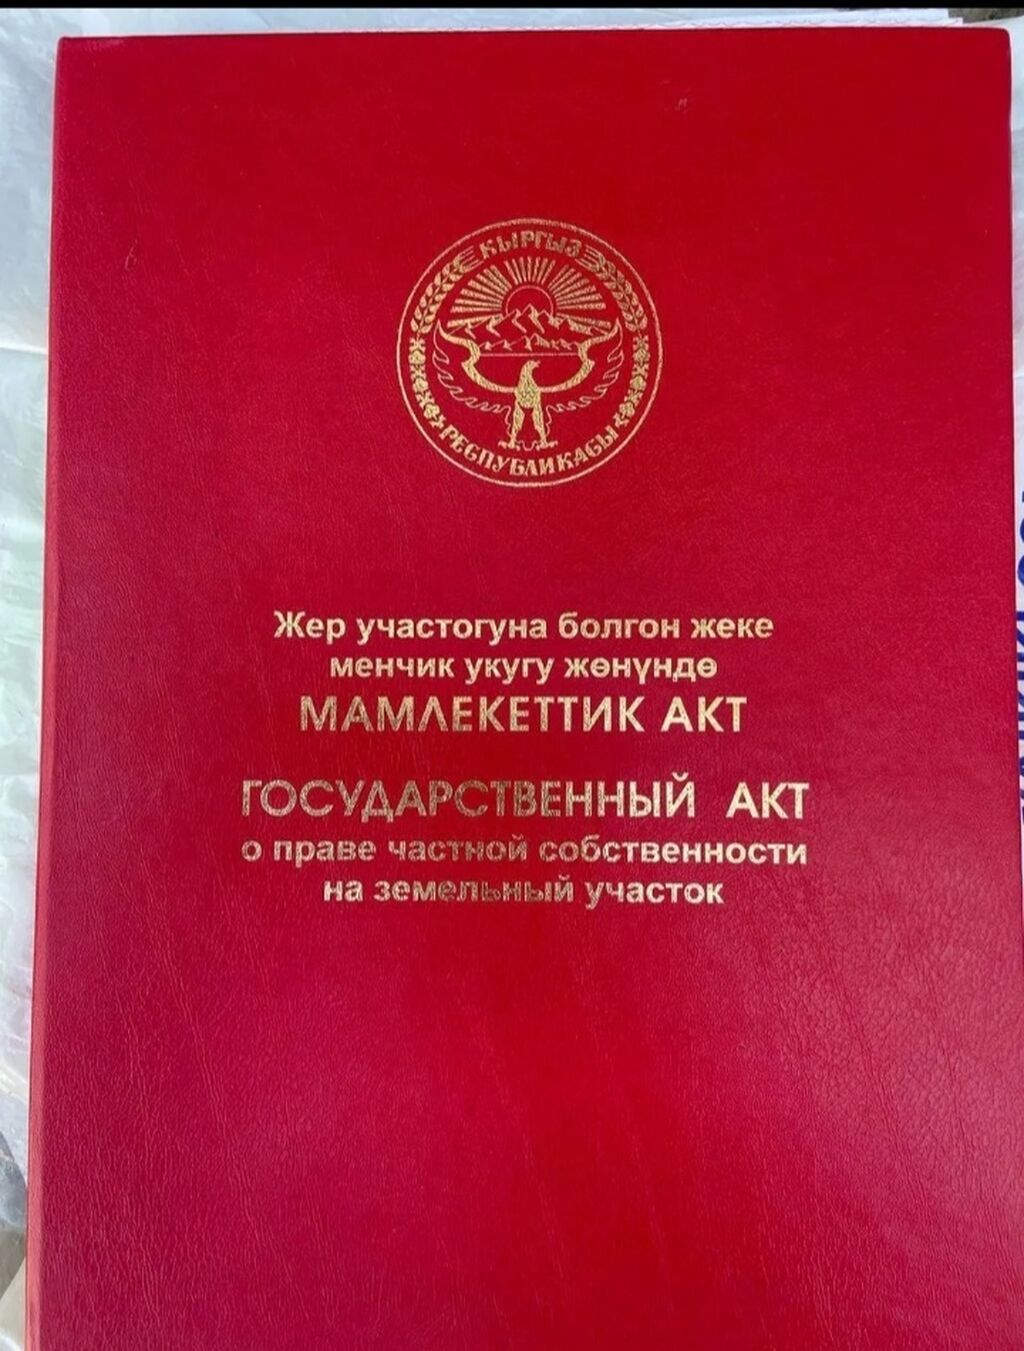 КЫРГЫЗ
РЕСПУБЛИКАСЫ
Жер участогуна болгон жеке
менчик укугу жөнүндө
МАМЛЕКЕТТИК АКТ
ГОСУДАРСТВЕННЫЙ АКТ
о праве частной собственности
на земельный участок